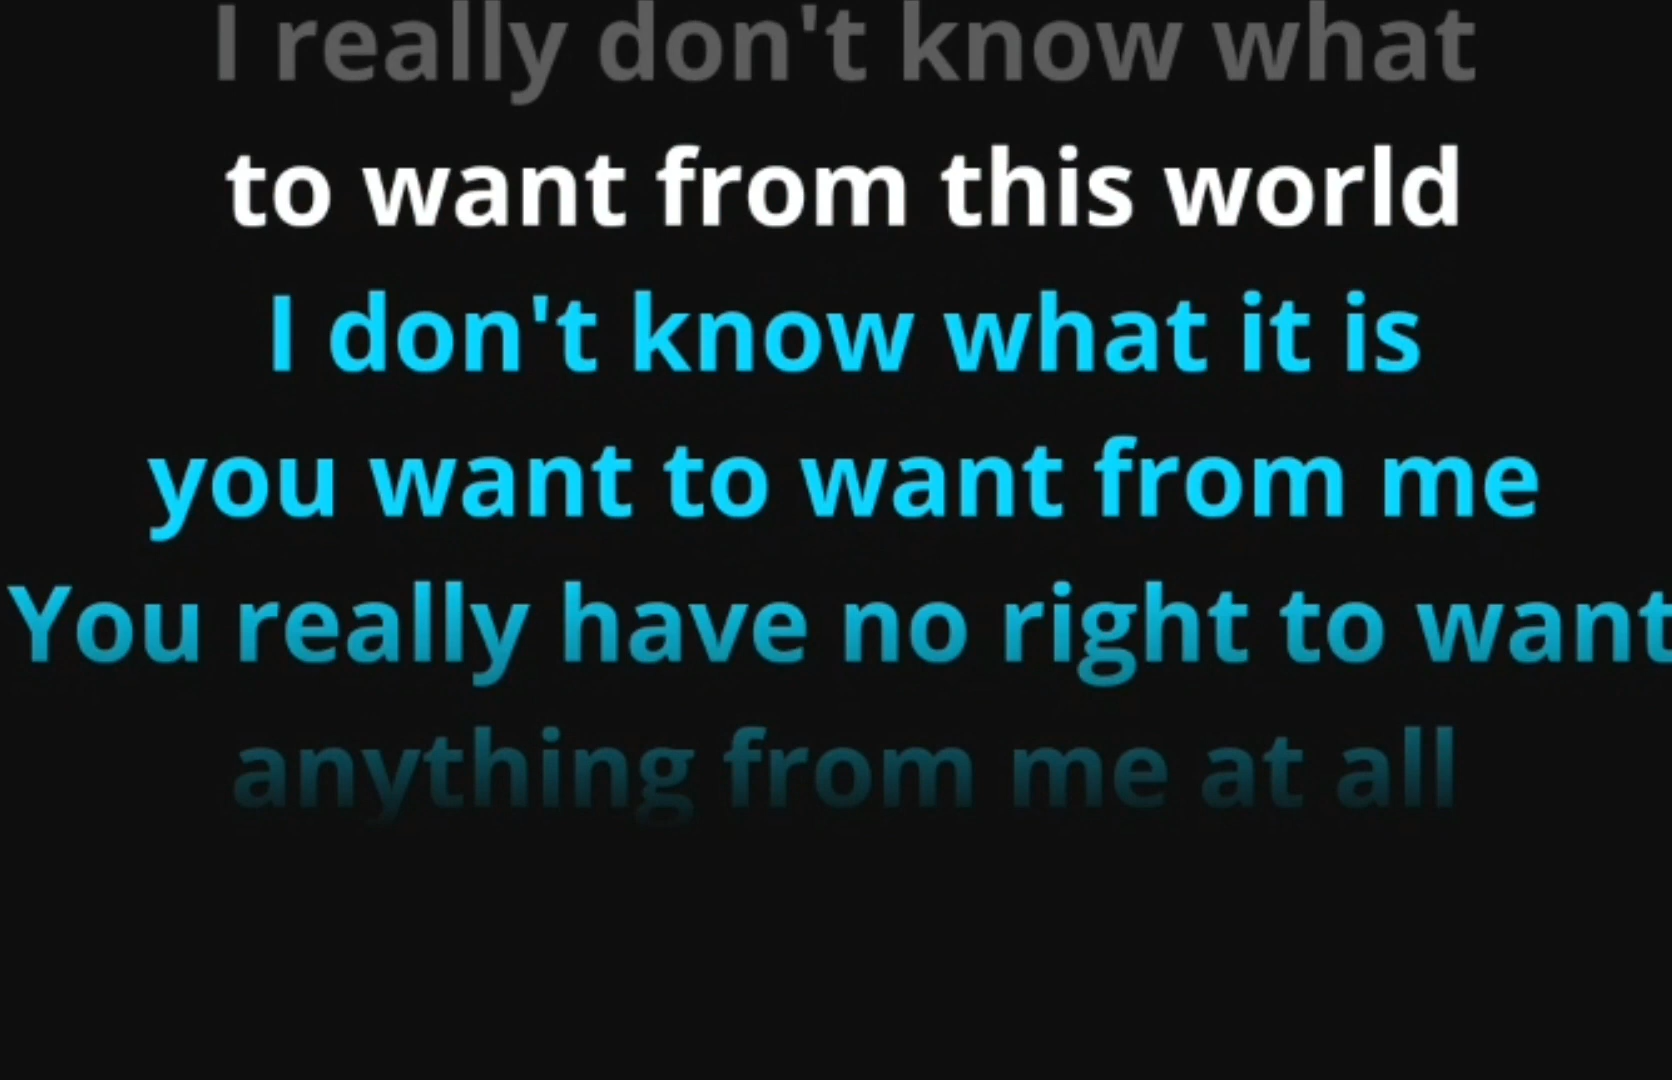 I really don't know what
to want from this world
I don't know what it is
you want to want from me
You really have no right to want
anything from me at all